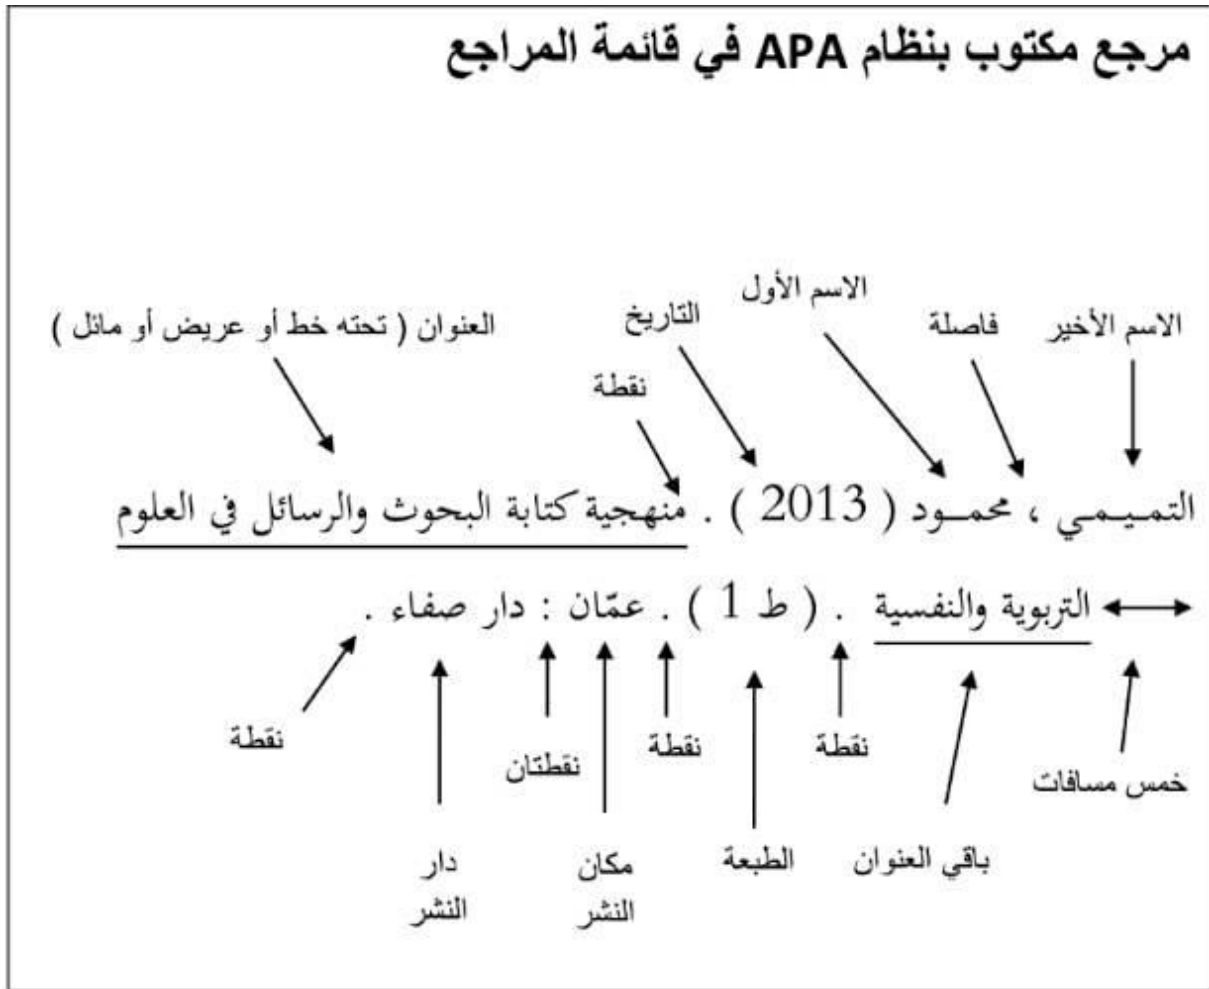 مرجع مكتوب بنظام APA في قائمة المراجع
الاسم الأول
التاريخ
العنوان ( تحته خط أو عريض أو مائل )
الاسم الأخير
فاصلة
نقطة
التميمي ، محمود ( 2013 ) . منهجية كتابة البحوث والرسائل في العلوم
التربوية والنفسية . ( ط 1 ) . عمّان : دار صفاء .
نقطة
نقطتان
نقطة
نقطة
خمس مسافات
دار
النشر
مكان
النشر
الطبعة
باقي العنوان